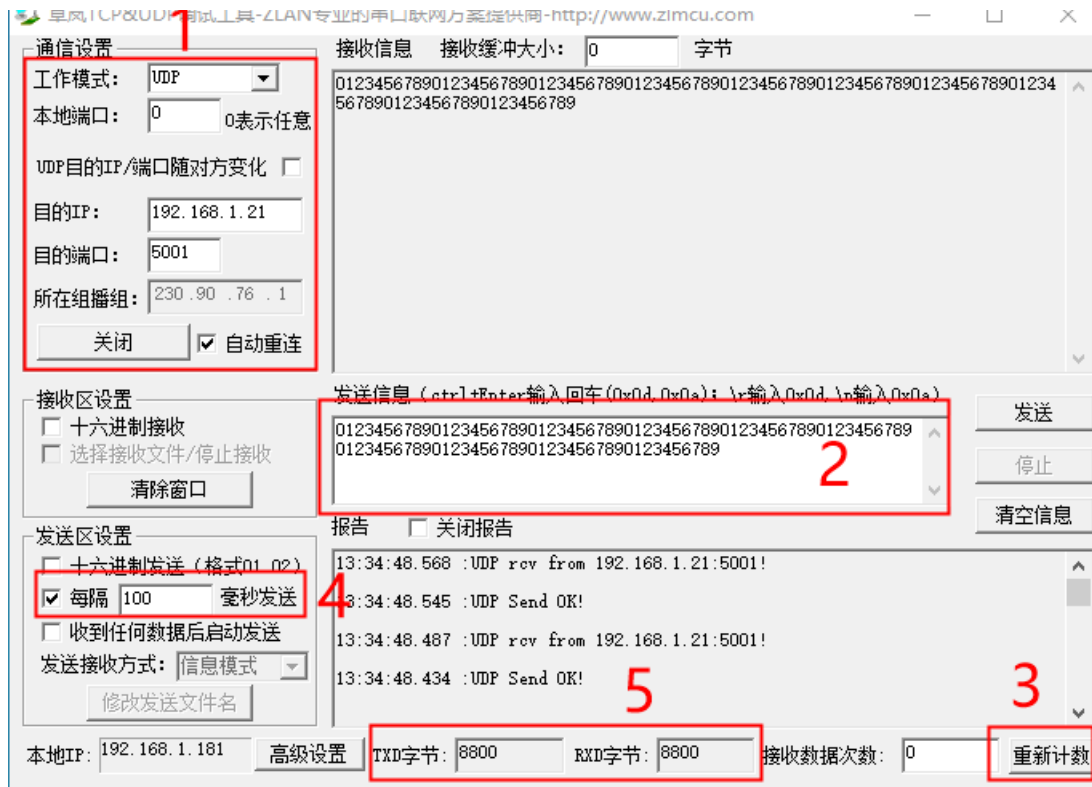 卓岚TCP&UDP调试工具-ZLAN专业的串口联网方案提供商-http://www.zlmcu.com
1
通信设置
工作模式: UDP
本地端口: 0 0表示任意
UDP目的IP/端口随对方变化
目的IP: 192.168.1.21
目的端口: 5001
所在组播组: 230.90.76.1
关闭 自动重连
接收信息 接收缓冲大小: 0 字节
012345678901234567890123456789012345678901234567890123456789012345678901234
5678901234567890123456789
接收区设置
十六进制接收
选择接收文件/停止接收
清除窗口
发送信息(ctrl+Enter输入回车(0x0d,0x0a); \r输入0x0d,\n输入0x0a)
012345678901234567890123456789012345678901234567890123456789
0123456789012345678901234567890123456789
2
发送
停止
清空信息
发送区设置
十六进制发送(格式01 02)
每隔 100 毫秒发送
4
收到任何数据后启动发送
发送接收方式: 信息模式
修改发送文件名
报告 关闭报告
13:34:48.568 :UDP rcv from 192.168.1.21:5001!
13:34:48.545 :UDP Send OK!
13:34:48.487 :UDP rcv from 192.168.1.21:5001!
13:34:48.434 :UDP Send OK!
5
3
本地IP: 192.168.1.181 高级设置 TXD字节: 8800 RXD字节: 8800 接收数据次数: 0 重新计数